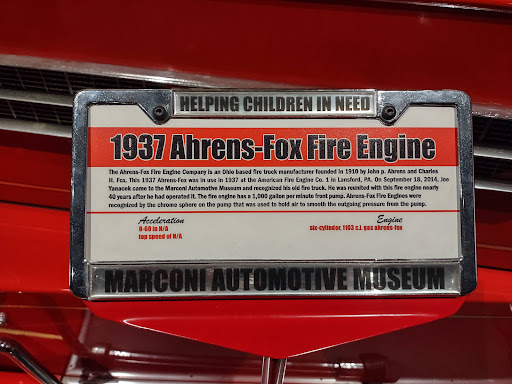 HELPING CHILDREN IN NEED
1937 Ahrens-Fox Fire Engine
The Ahrens-Fox Fire Engine Company is an Ohio based fire truck manufacturer founded in 1910 by John p. Ahrens and Charles
H. Fox. This 1937 Ahrens-Fox was in use in 1937 at the American Fire Engine Co. 1 in Lansford, PA. On September 18, 2014, Joe
Yanacek came to the Marconi Automotive Museum and recognized his old fire truck. He was reunited with this fire engine nearly
40 years after he had operated it. The fire engine has a 1,000 gallon per minute front pump. Ahrens-Fox Fire Engines were
recognized by the chrome sphere on the pump that was used to hold air to smooth the outgoing pressure from the pump.
Acceleration
0-60 in N/A
top speed of N/A
Engine
six-cylinder, 1103 c.i. gas ahrens-fox
MARCONI AUTOMOTIVE MUSEUM